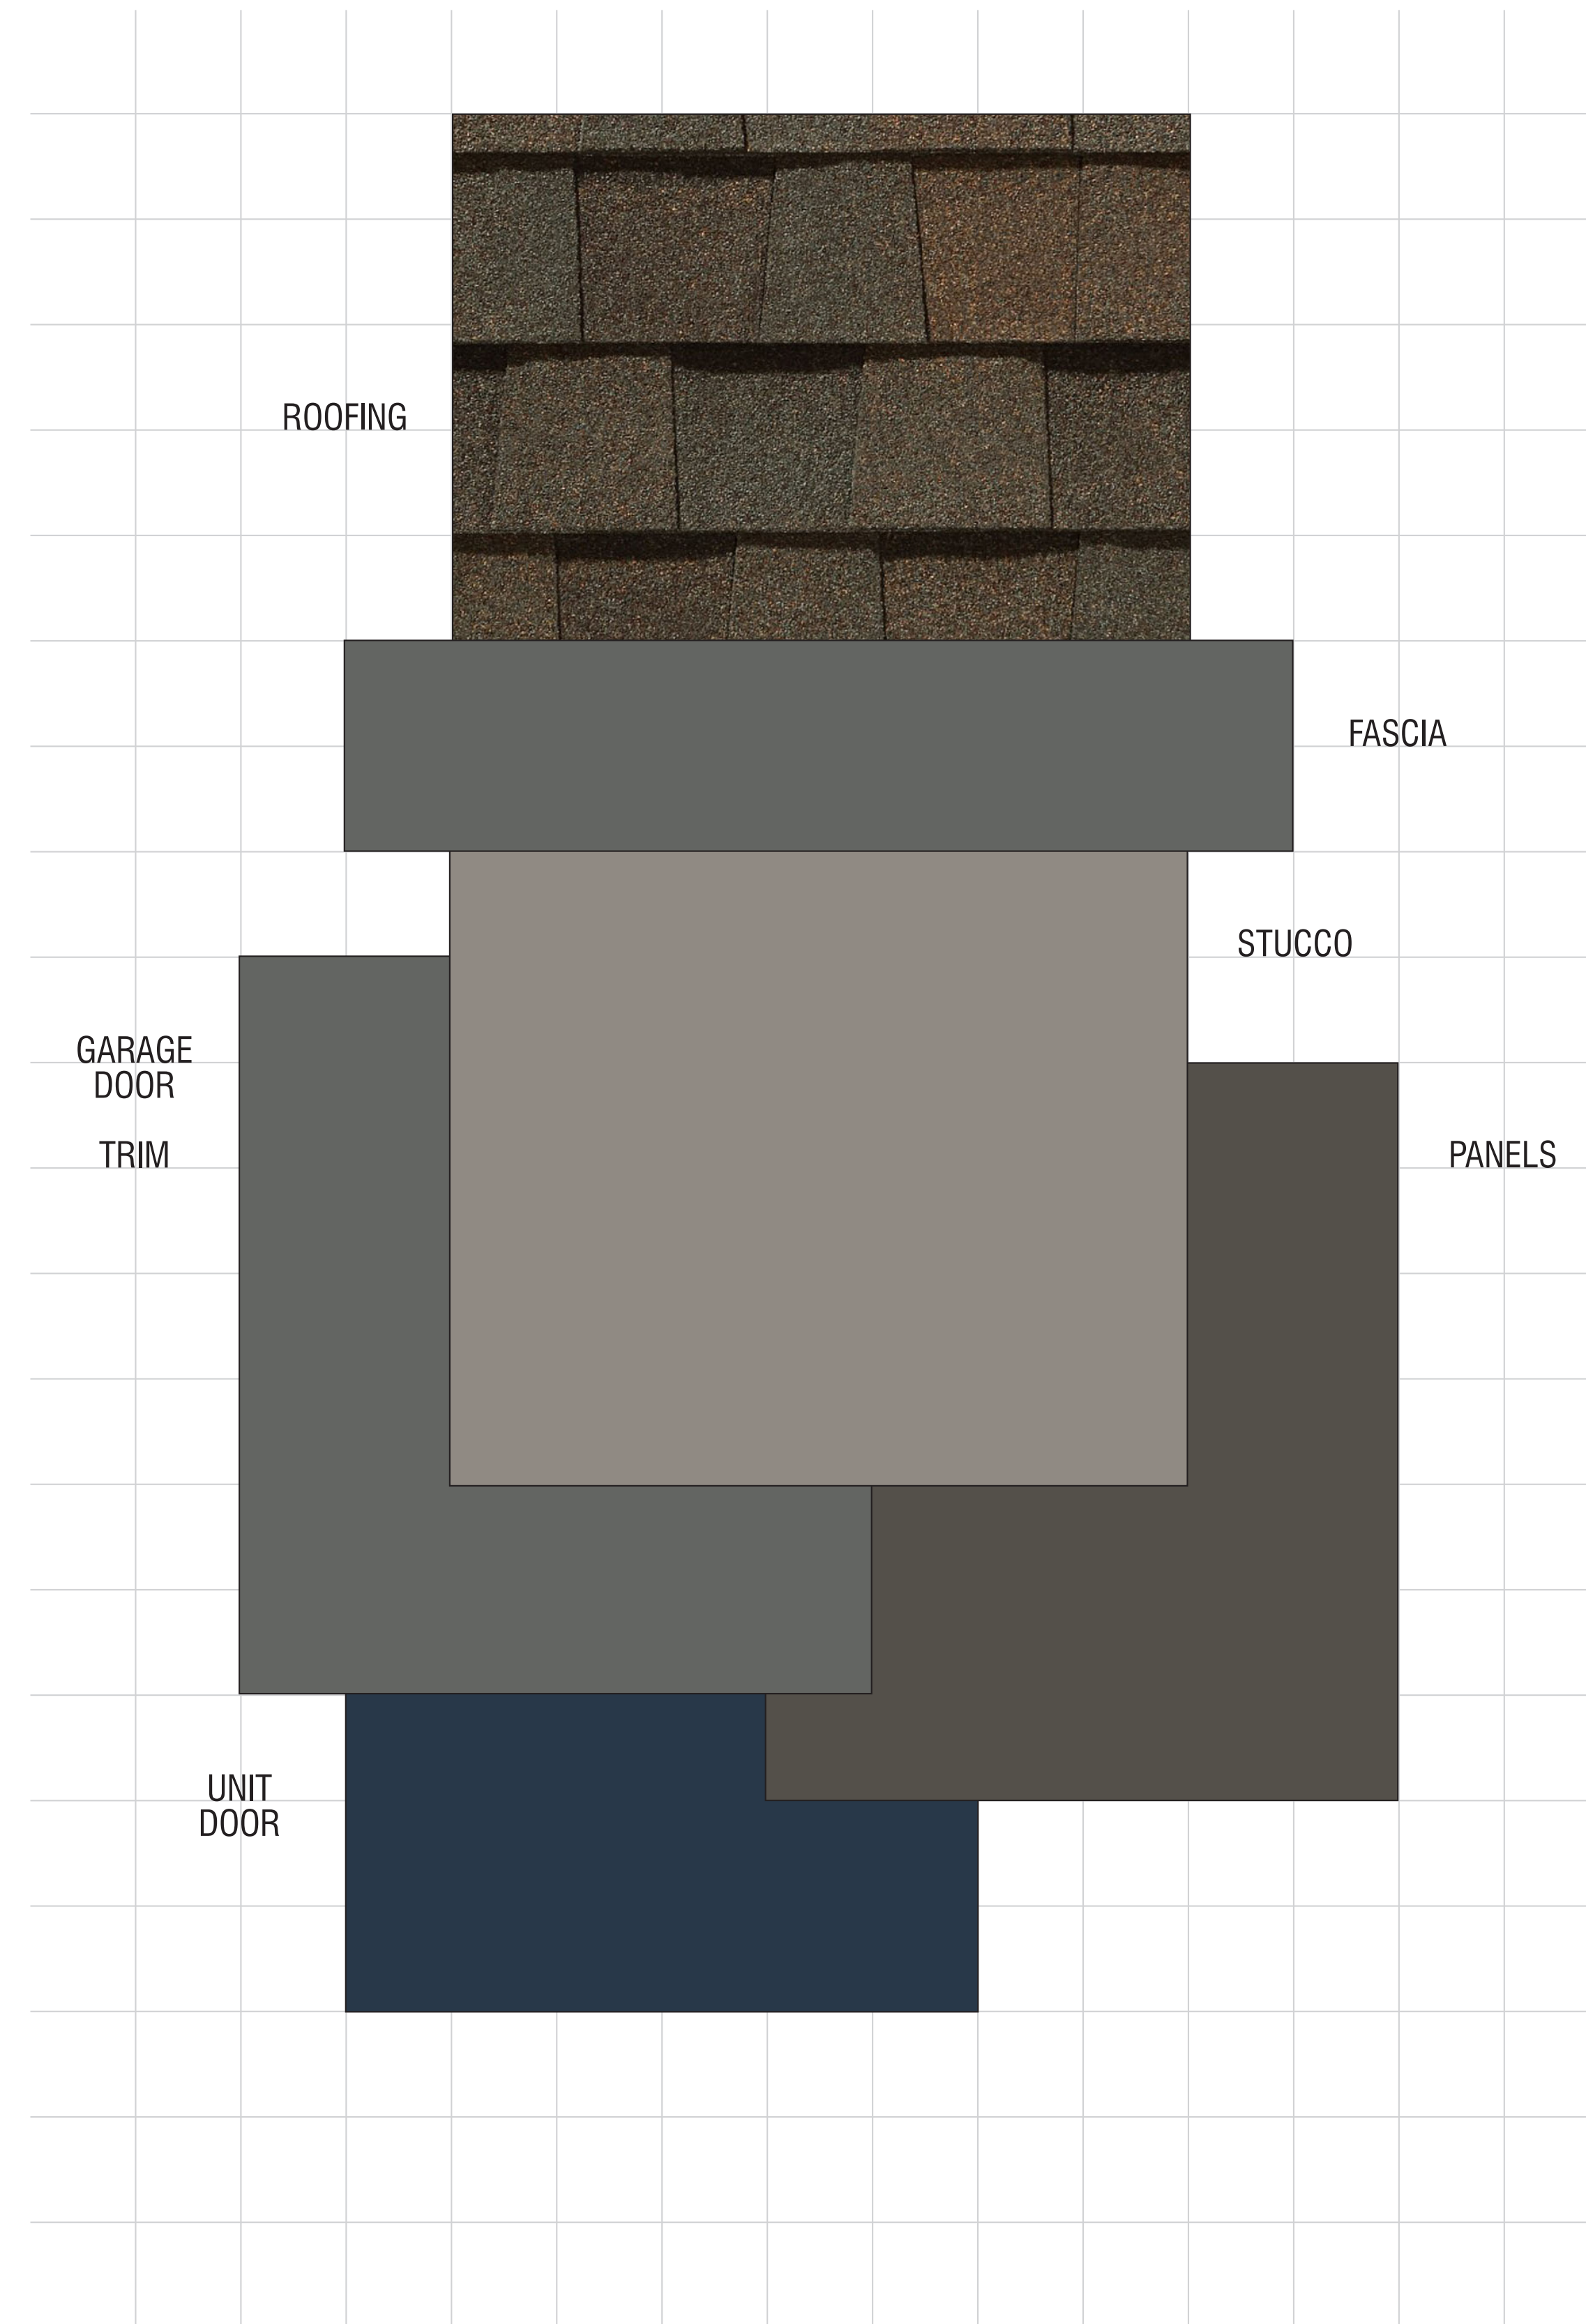 ROOFING
FASCIA
STUCCO
GARAGE
DOOR
TRIM
PANELS
UNIT
DOOR